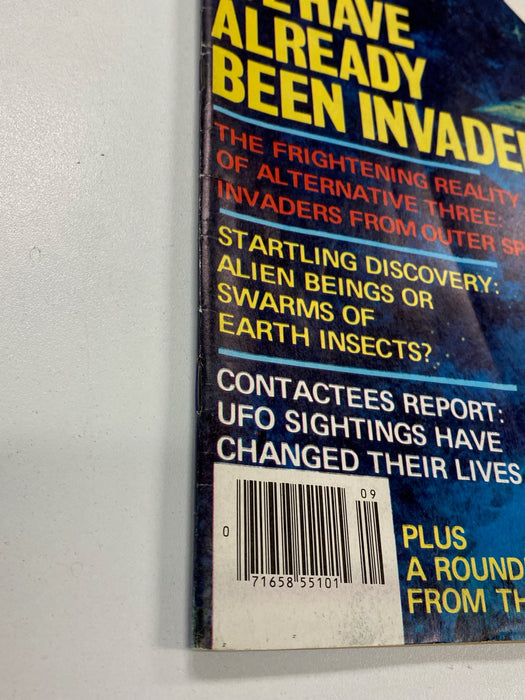 HAVE
ALREADY
BEEN INVADE
THE FRIGHTENING REALITY
OF ALTERNATIVE THREE:
INVADERS FROM OUTER SP
STARTLING DISCOVERY:
ALIEN BEINGS OR
SWARMS OF
EARTH INSECTS?
CONTACTEES REPORT:
UFO SIGHTINGS HAVE
CHANGED THEIR LIVES
09
0
71658 55101
PLUS
A ROUND
FROM TH